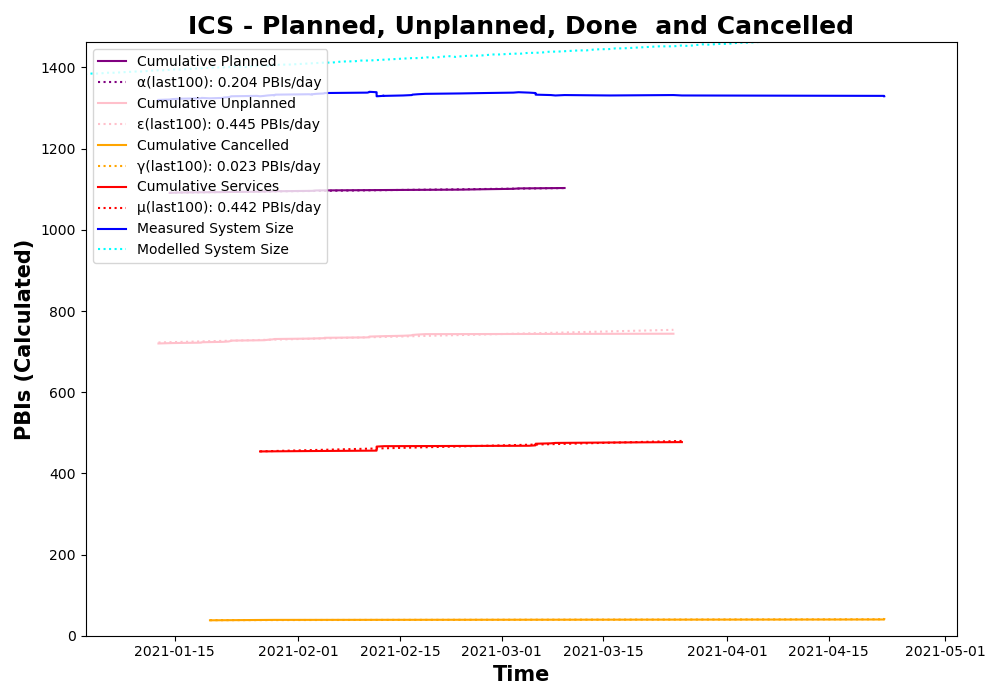 ICS - Planned, Unplanned, Done  and Cancelled
PBIs (Calculated)
1400
1200
1000
800
600
400
200
0
Cumulative Planned
α(last100): 0.204 PBIs/day
Cumulative Unplanned
ε(last100): 0.445 PBIs/day
Cumulative Cancelled
γ(last100): 0.023 PBIs/day
Cumulative Services
μ(last100): 0.442 PBIs/day
Measured System Size
Modelled System Size
2021-01-15 2021-02-01 2021-02-15 2021-03-01 2021-03-15 2021-04-01 2021-04-15 2021-05-01
Time